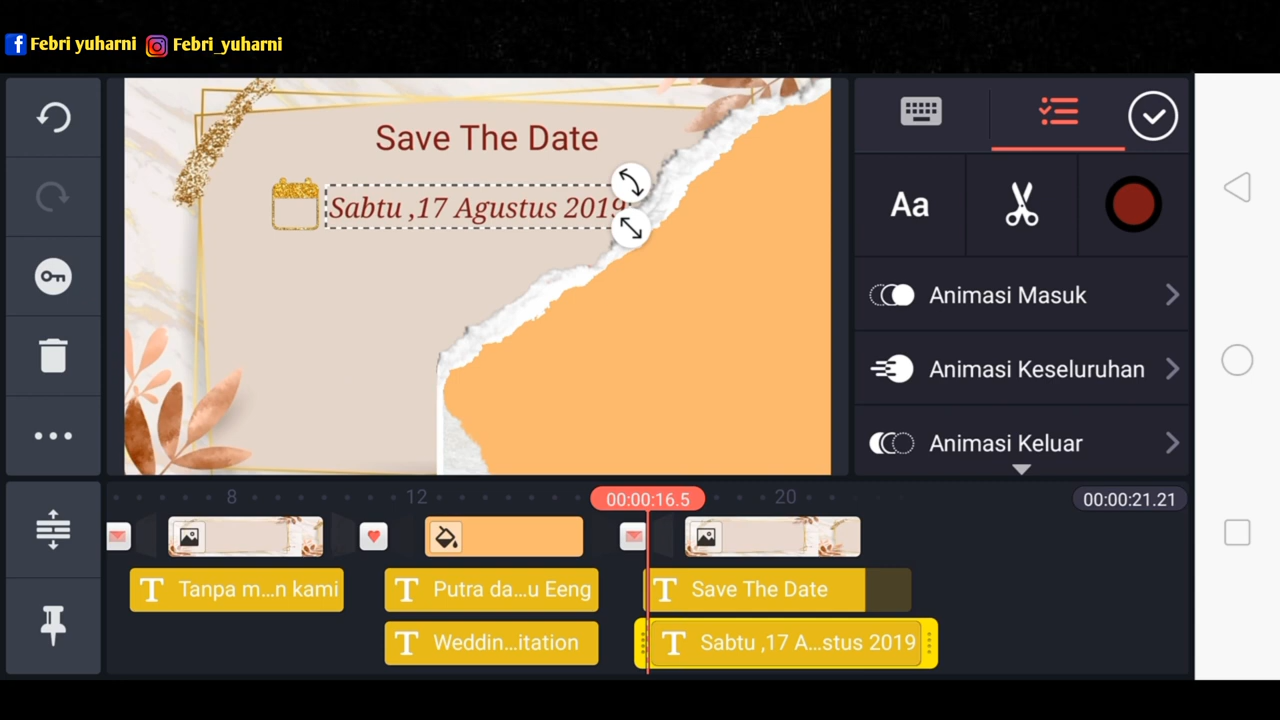 Febri yuharni Febri_yuharni
Save The Date
Sabtu ,17 Agustus 2019
Aa
Animasi Masuk
Animasi Keseluruhan
Animasi Keluar
8 12 00:00:16.5 20 00:00:21.21
T Tanpa m...n kami T Putra da...u Eeng T Save The Date
T Weddin...itation T Sabtu ,17 A...stus 2019